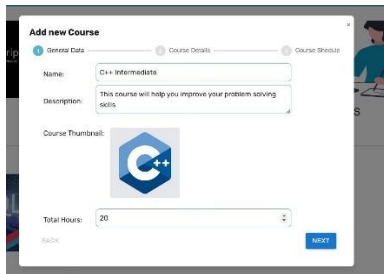 Add new Course
×
1 General Data
2 Course Details
3 Course Shedule
Name:
C++ Intermediate
Description:
This course will help you improve your problem solving
skills
Course Thumbnail:
C++
Total Hours:
20
BACK
NEXT
S